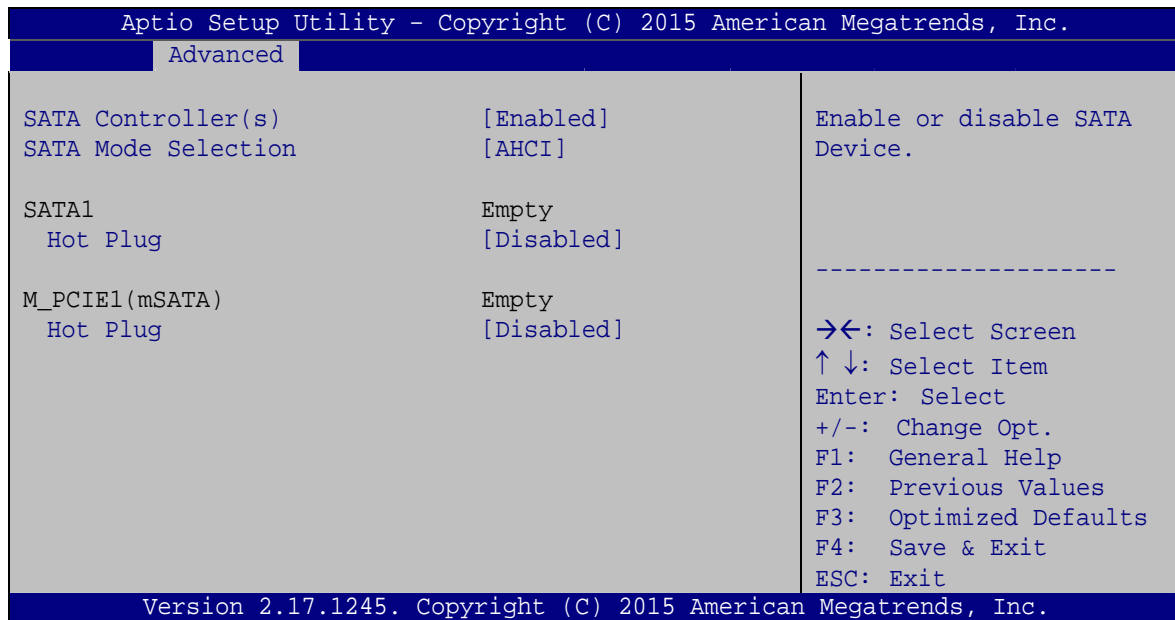 Aptio Setup Utility – Copyright (C) 2015 American Megatrends, Inc.
Advanced
SATA Controller(s) [Enabled]
SATA Mode Selection [AHCI]
SATA1 Empty
Hot Plug [Disabled]
M_PCIE1(mSATA) Empty
Hot Plug [Disabled]
Enable or disable SATA
Device.
---------------------
→←: Select Screen
↑ ↓: Select Item
Enter: Select
+/-: Change Opt.
F1: General Help
F2: Previous Values
F3: Optimized Defaults
F4: Save & Exit
ESC: Exit
Version 2.17.1245. Copyright (C) 2015 American Megatrends, Inc.